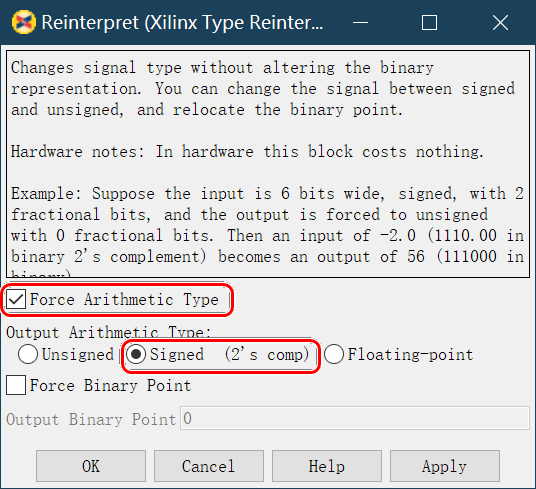 Reinterpret (Xilinx Type Reinter...
Changes signal type without altering the binary
representation. You can change the signal between signed
and unsigned, and relocate the binary point.
Hardware notes: In hardware this block costs nothing.
Example: Suppose the input is 6 bits wide, signed, with 2
fractional bits, and the output is forced to unsigned
with 0 fractional bits. Then an input of -2.0 (1110.00 in
binary 2's complement) becomes an output of 56 (111000 in
binary)
Force Arithmetic Type
Output Arithmetic Type:
Unsigned Signed (2's comp) Floating-point
Force Binary Point
Output Binary Point 0
OK Cancel Help Apply